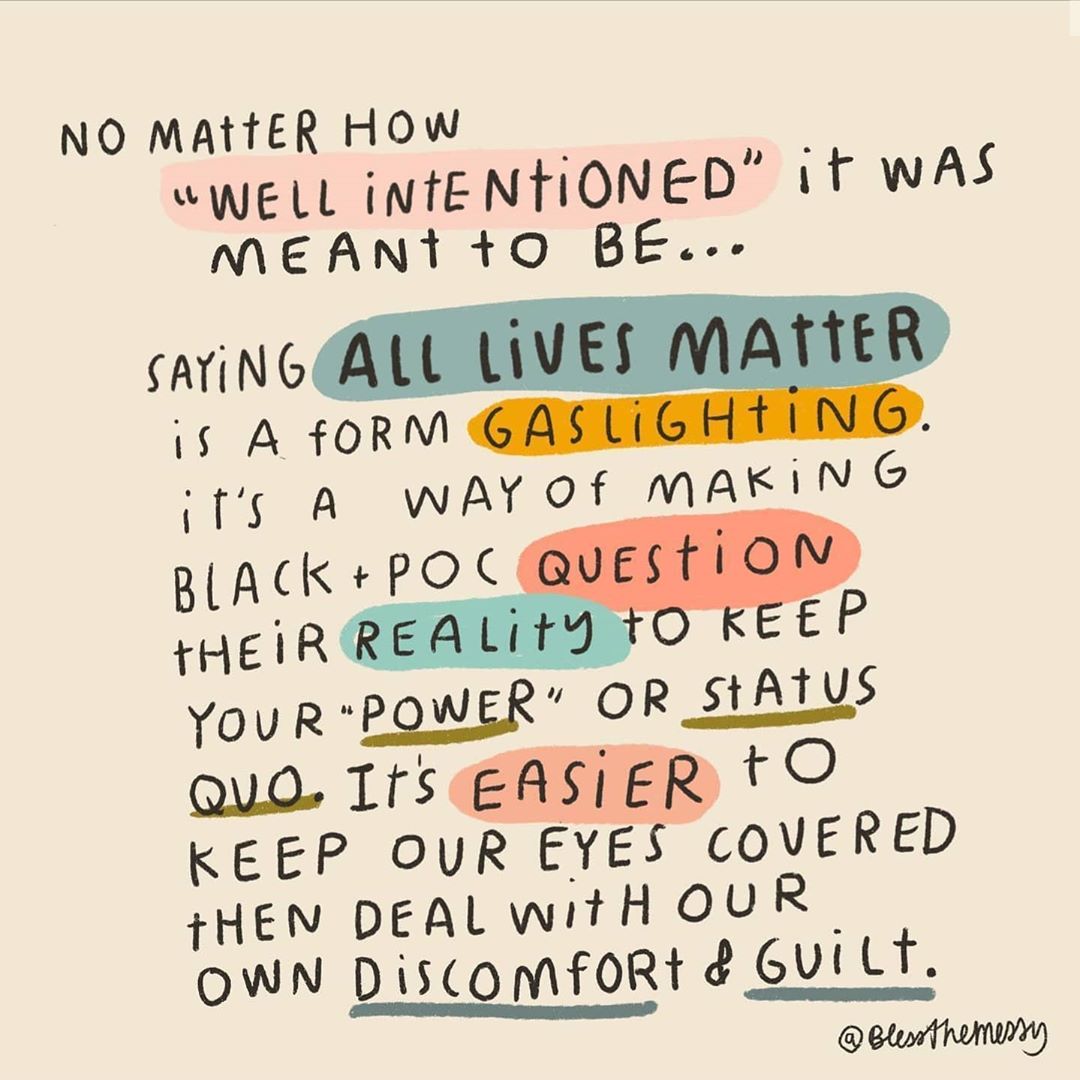 NO MAttER HOW
"WELL iNtENtiONED" it WAS
MEANt tO BE...
SAYiNG ALL LiVES MAttER
iS A fORM GASLiGHtiNG.
iT'S A WAY Of MAKiNG
BLACK + POC QUEStiON
tHEiR REALity tO KEEP
YOUR "POWER" OR StAtUS
QUO. It's EASiER tO
KEEP OUR EYES COVERED
tHEN DEAL WitH OUR
OWN DiSCOMfORt & GUiLt.
@Blessthemessy